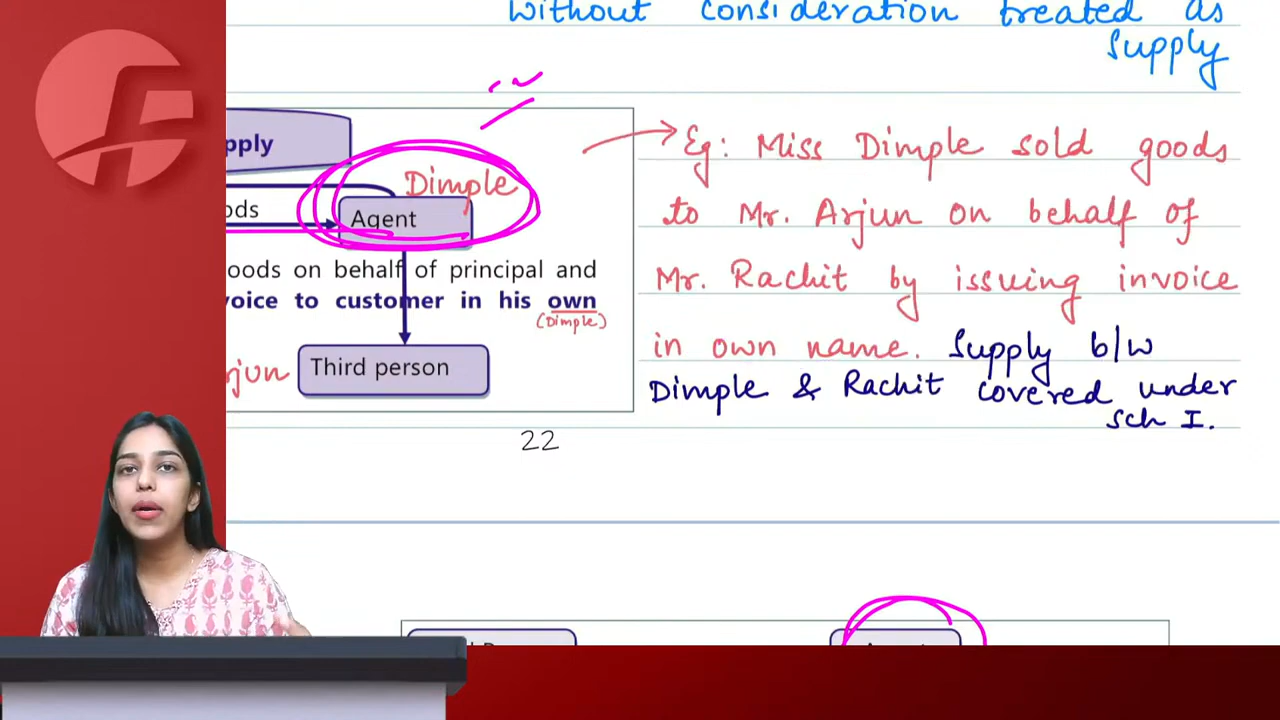 without consideration treated as
supply
pply
Dimple
ods
Agent
oods on behalf of principal and
voice to customer in his own
(Dimple)
rjun
Third person
Eg: Miss Dimple sold goods
to Mr. Arjun on behalf of
Mr. Rachit by issuing invoice
in own name. Supply b/w
Dimple & Rachit covered under
sch I.
22